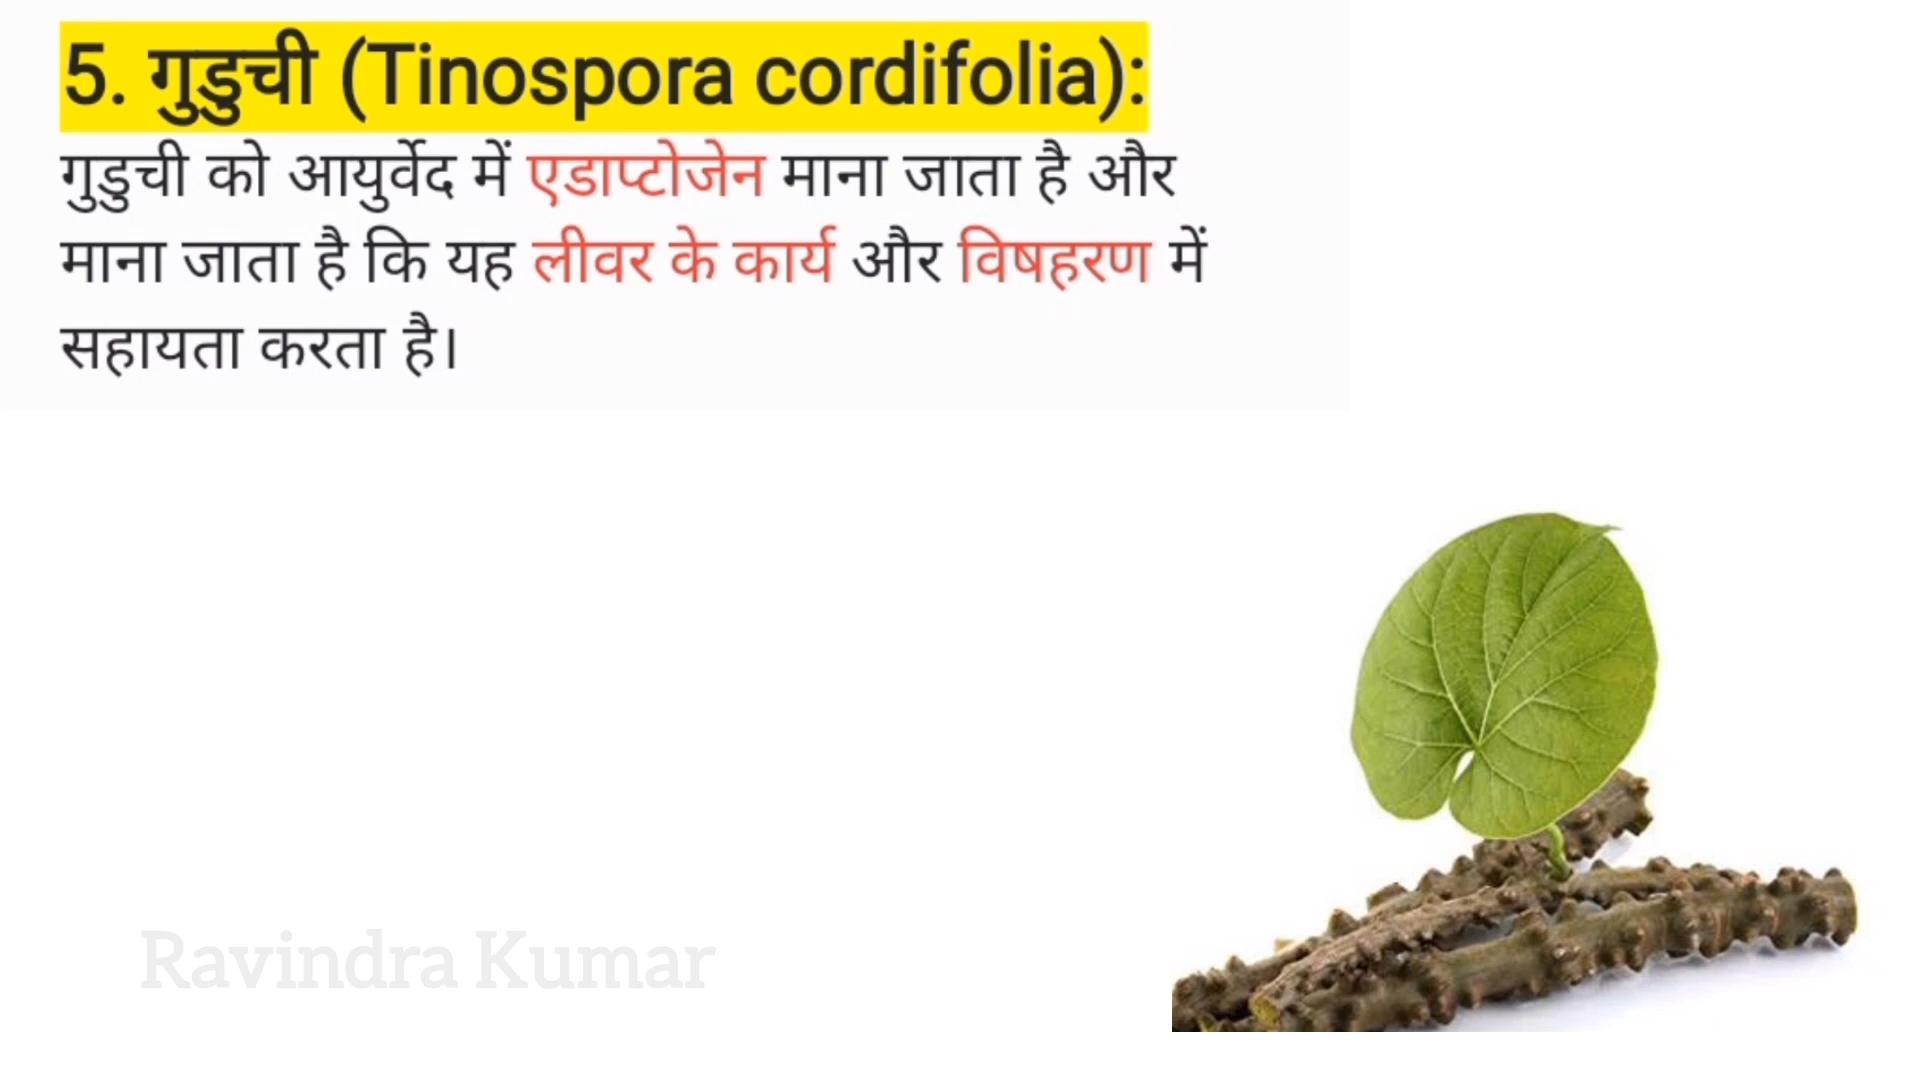 5. गुडुची (Tinospora cordifolia):
गुडुची को आयुर्वेद में एडाप्टोजेन माना जाता है और
माना जाता है कि यह लीवर के कार्य और विषहरण में
सहायता करता है।
Ravindra Kumar